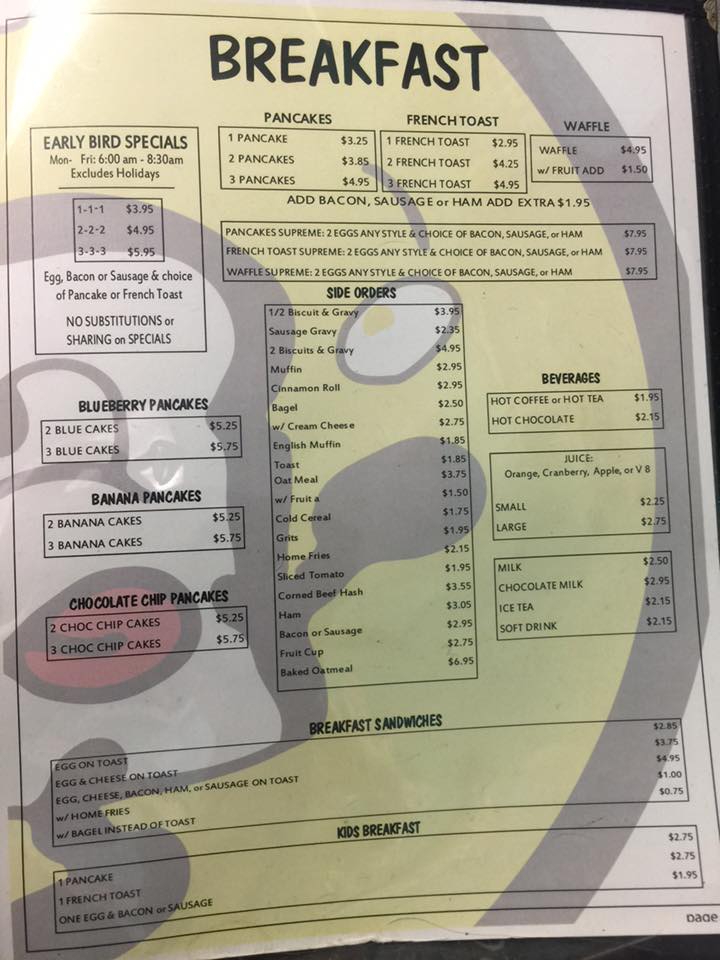 BREAKFAST
EARLY BIRD SPECIALS
Mon- Fri: 6:00 am - 8:30am
Excludes Holidays
1-1-1 $3.95
2-2-2 $4.95
3-3-3 $5.95
Egg, Bacon or Sausage & choice
of Pancake or French Toast
NO SUBSTITUTIONS or
SHARING on SPECIALS
PANCAKES
1 PANCAKE $3.25
2 PANCAKES $3.85
3 PANCAKES $4.95
FRENCH TOAST
1 FRENCH TOAST $2.95
2 FRENCH TOAST $4.25
3 FRENCH TOAST $4.95
WAFFLE
WAFFLE $4.95
w/ FRUIT ADD $1.50
ADD BACON, SAUSAGE or HAM ADD EXTRA $1.95
PANCAKES SUPREME: 2 EGGS ANY STYLE & CHOICE OF BACON, SAUSAGE, or HAM $7.95
FRENCH TOAST SUPREME: 2 EGGS ANY STYLE & CHOICE OF BACON, SAUSAGE, or HAM $7.95
WAFFLE SUPREME: 2 EGGS ANY STYLE & CHOICE OF BACON, SAUSAGE, or HAM $7.95
BLUEBERRY PANCAKES
2 BLUE CAKES $5.25
3 BLUE CAKES $5.75
BANANA PANCAKES
2 BANANA CAKES $5.25
3 BANANA CAKES $5.75
CHOCOLATE CHIP PANCAKES
2 CHOC CHIP CAKES $5.25
3 CHOC CHIP CAKES $5.75
SIDE ORDERS
1/2 Biscuit & Gravy $3.95
Sausage Gravy $2.35
2 Biscuits & Gravy $4.95
Muffin $2.95
Cinnamon Roll $2.95
Bagel $2.50
w/ Cream Cheese $2.75
English Muffin $1.85
Toast $1.85
Oat Meal $3.75
w/ Fruit a $1.50
Cold Cereal $1.75
Grits $1.95
Home Fries $2.15
Sliced Tomato $1.95
Corned Beef Hash $3.55
Ham $3.05
Bacon or Sausage $2.95
Fruit Cup $2.75
Baked Oatmeal $6.95
BEVERAGES
HOT COFFEE or HOT TEA $1.95
HOT CHOCOLATE $2.15
JUICE:
Orange, Cranberry, Apple, or V 8
SMALL $2.25
LARGE $2.75
MILK $2.50
CHOCOLATE MILK $2.95
ICE TEA $2.15
SOFT DRINK $2.15
BREAKFAST SANDWICHES
EGG ON TOAST $2.85
EGG & CHEESE ON TOAST $3.75
EGG, CHEESE, BACON, HAM, or SAUSAGE ON TOAST $4.95
w/ HOME FRIES $1.00
w/ BAGEL INSTEAD OF TOAST $0.75
KIDS BREAKFAST
1 PANCAKE $2.75
1 FRENCH TOAST $2.75
ONE EGG & BACON or SAUSAGE $1.95
page